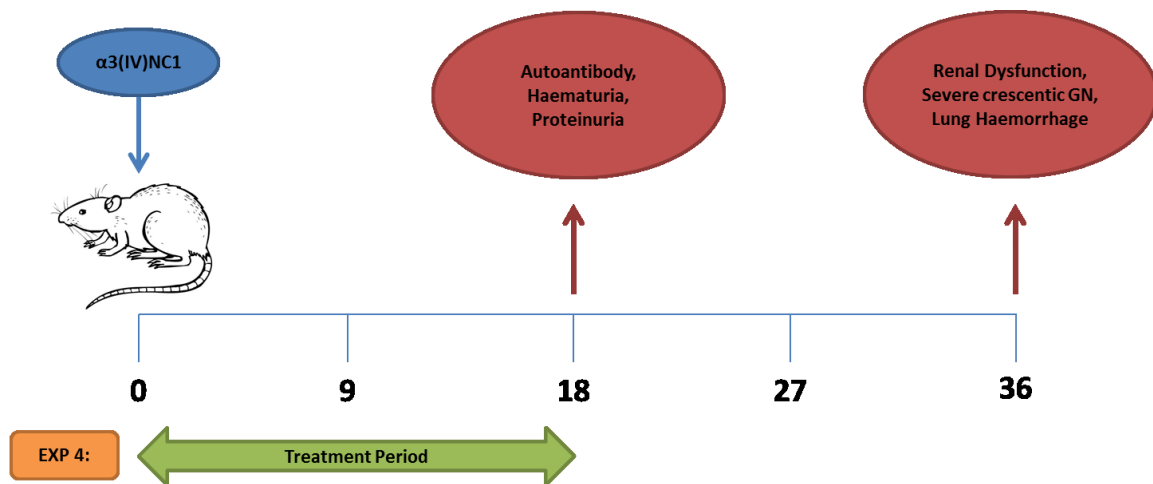 α3(IV)NC1
Autoantibody,
Haematuria,
Proteinuria
Renal Dysfunction,
Severe crescentic GN,
Lung Haemorrhage
0 9 18 27 36
EXP 4: Treatment Period